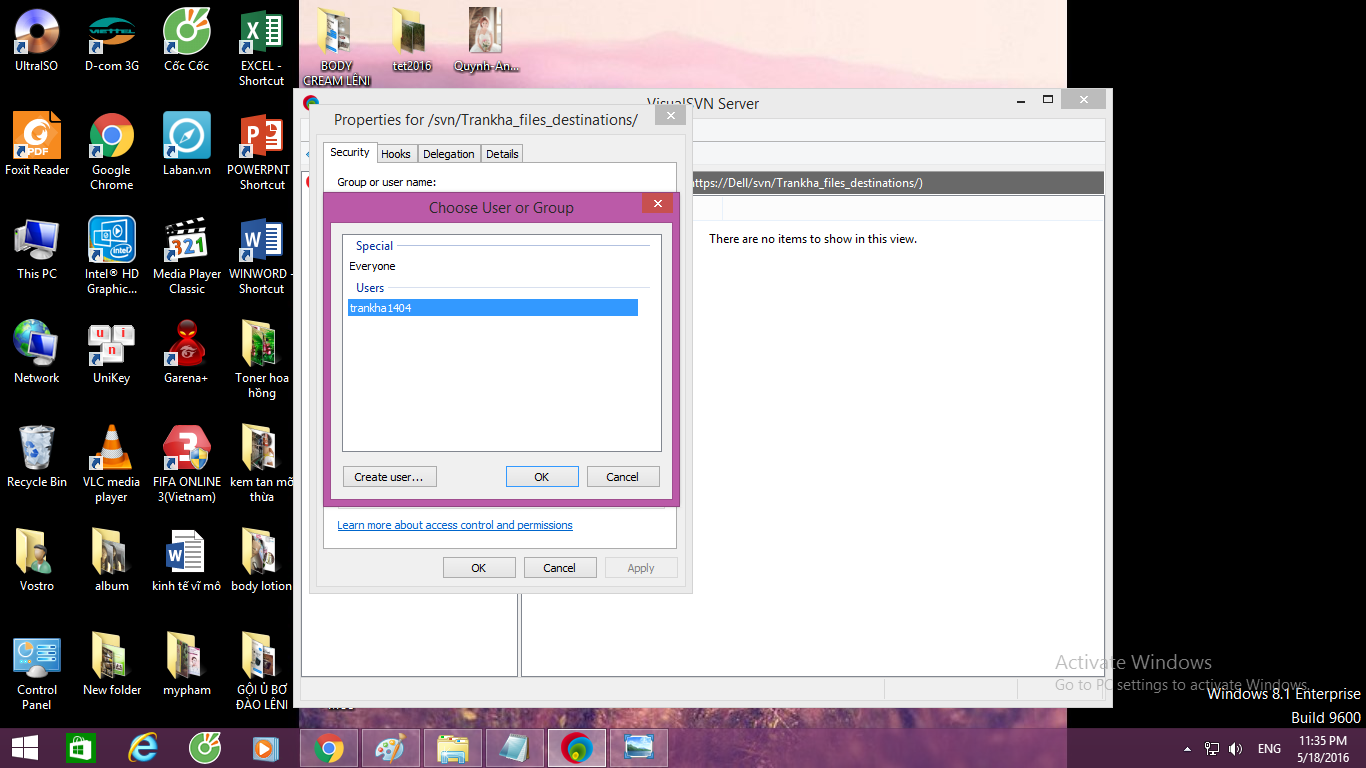 UltraISO
D-com 3G
Cốc Cốc
EXCEL -
Shortcut
BODY
CREAM LÊNI
tet2016
Quynh-An...
Foxit Reader
Google
Chrome
Laban.vn
POWERPNT
Shortcut
This PC
Intel® HD
Graphic...
Media Player
Classic
WINWORD -
Shortcut
Network
UniKey
Garena+
Toner hoa
hồng
Recycle Bin
VLC media
player
FIFA ONLINE
3(Vietnam)
kem tan mỡ
thừa
Vostro
album
kinh tế vĩ mô
body lotion
Control
Panel
New folder
mypham
GỘI Ủ BƠ
ĐÀO LÊNI
VisualSVN Server
Properties for /svn/Trankha_files_destinations/
Security
Hooks
Delegation
Details
Group or user name:
ttps://Dell/svn/Trankha_files_destinations/)
There are no items to show in this view.
Choose User or Group
Special
Everyone
Users
trankha1404
Create user...
OK
Cancel
Learn more about access control and permissions
OK
Cancel
Apply
Activate Windows
Go to PC settings to activate Windows.
Windows 8.1 Enterprise
Build 9600
ENG
11:35 PM
5/18/2016